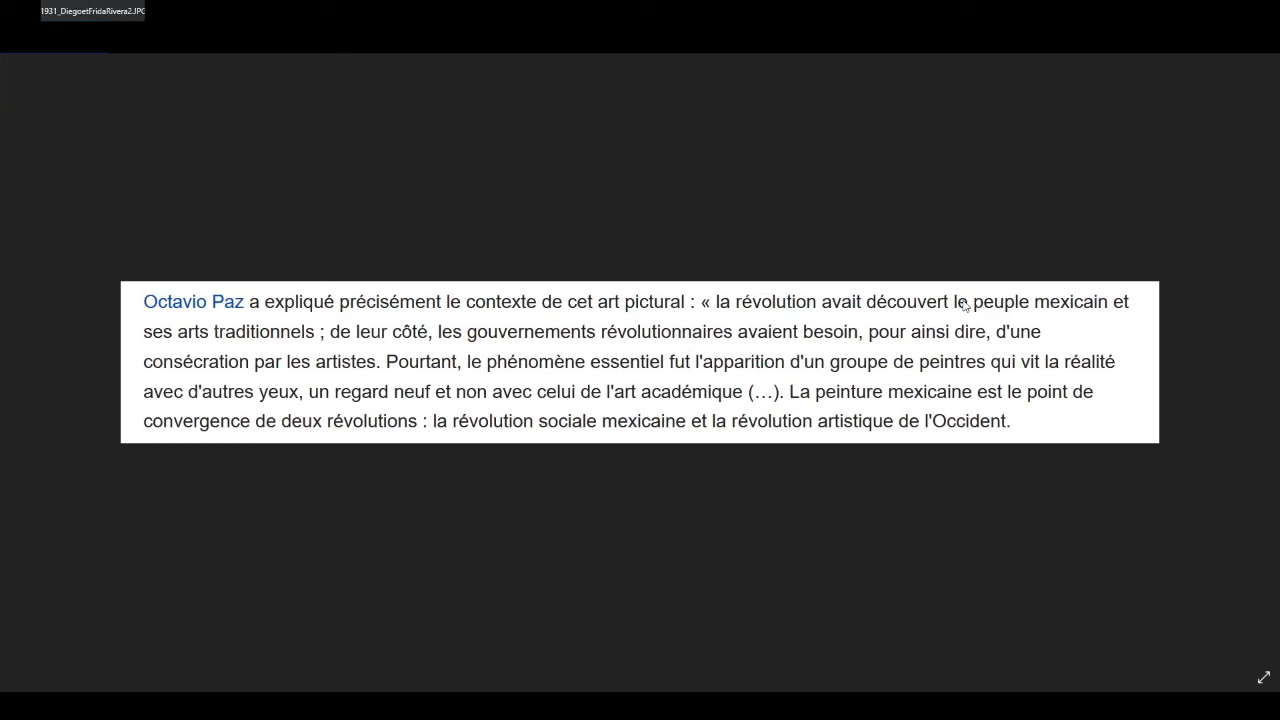 1931_DiegoetFridaRivera2.JPG
Octavio Paz a expliqué précisément le contexte de cet art pictural : « la révolution avait découvert le peuple mexicain et
ses arts traditionnels ; de leur côté, les gouvernements révolutionnaires avaient besoin, pour ainsi dire, d'une
consécration par les artistes. Pourtant, le phénomène essentiel fut l'apparition d'un groupe de peintres qui vit la réalité
avec d'autres yeux, un regard neuf et non avec celui de l'art académique (…). La peinture mexicaine est le point de
convergence de deux révolutions : la révolution sociale mexicaine et la révolution artistique de l'Occident.